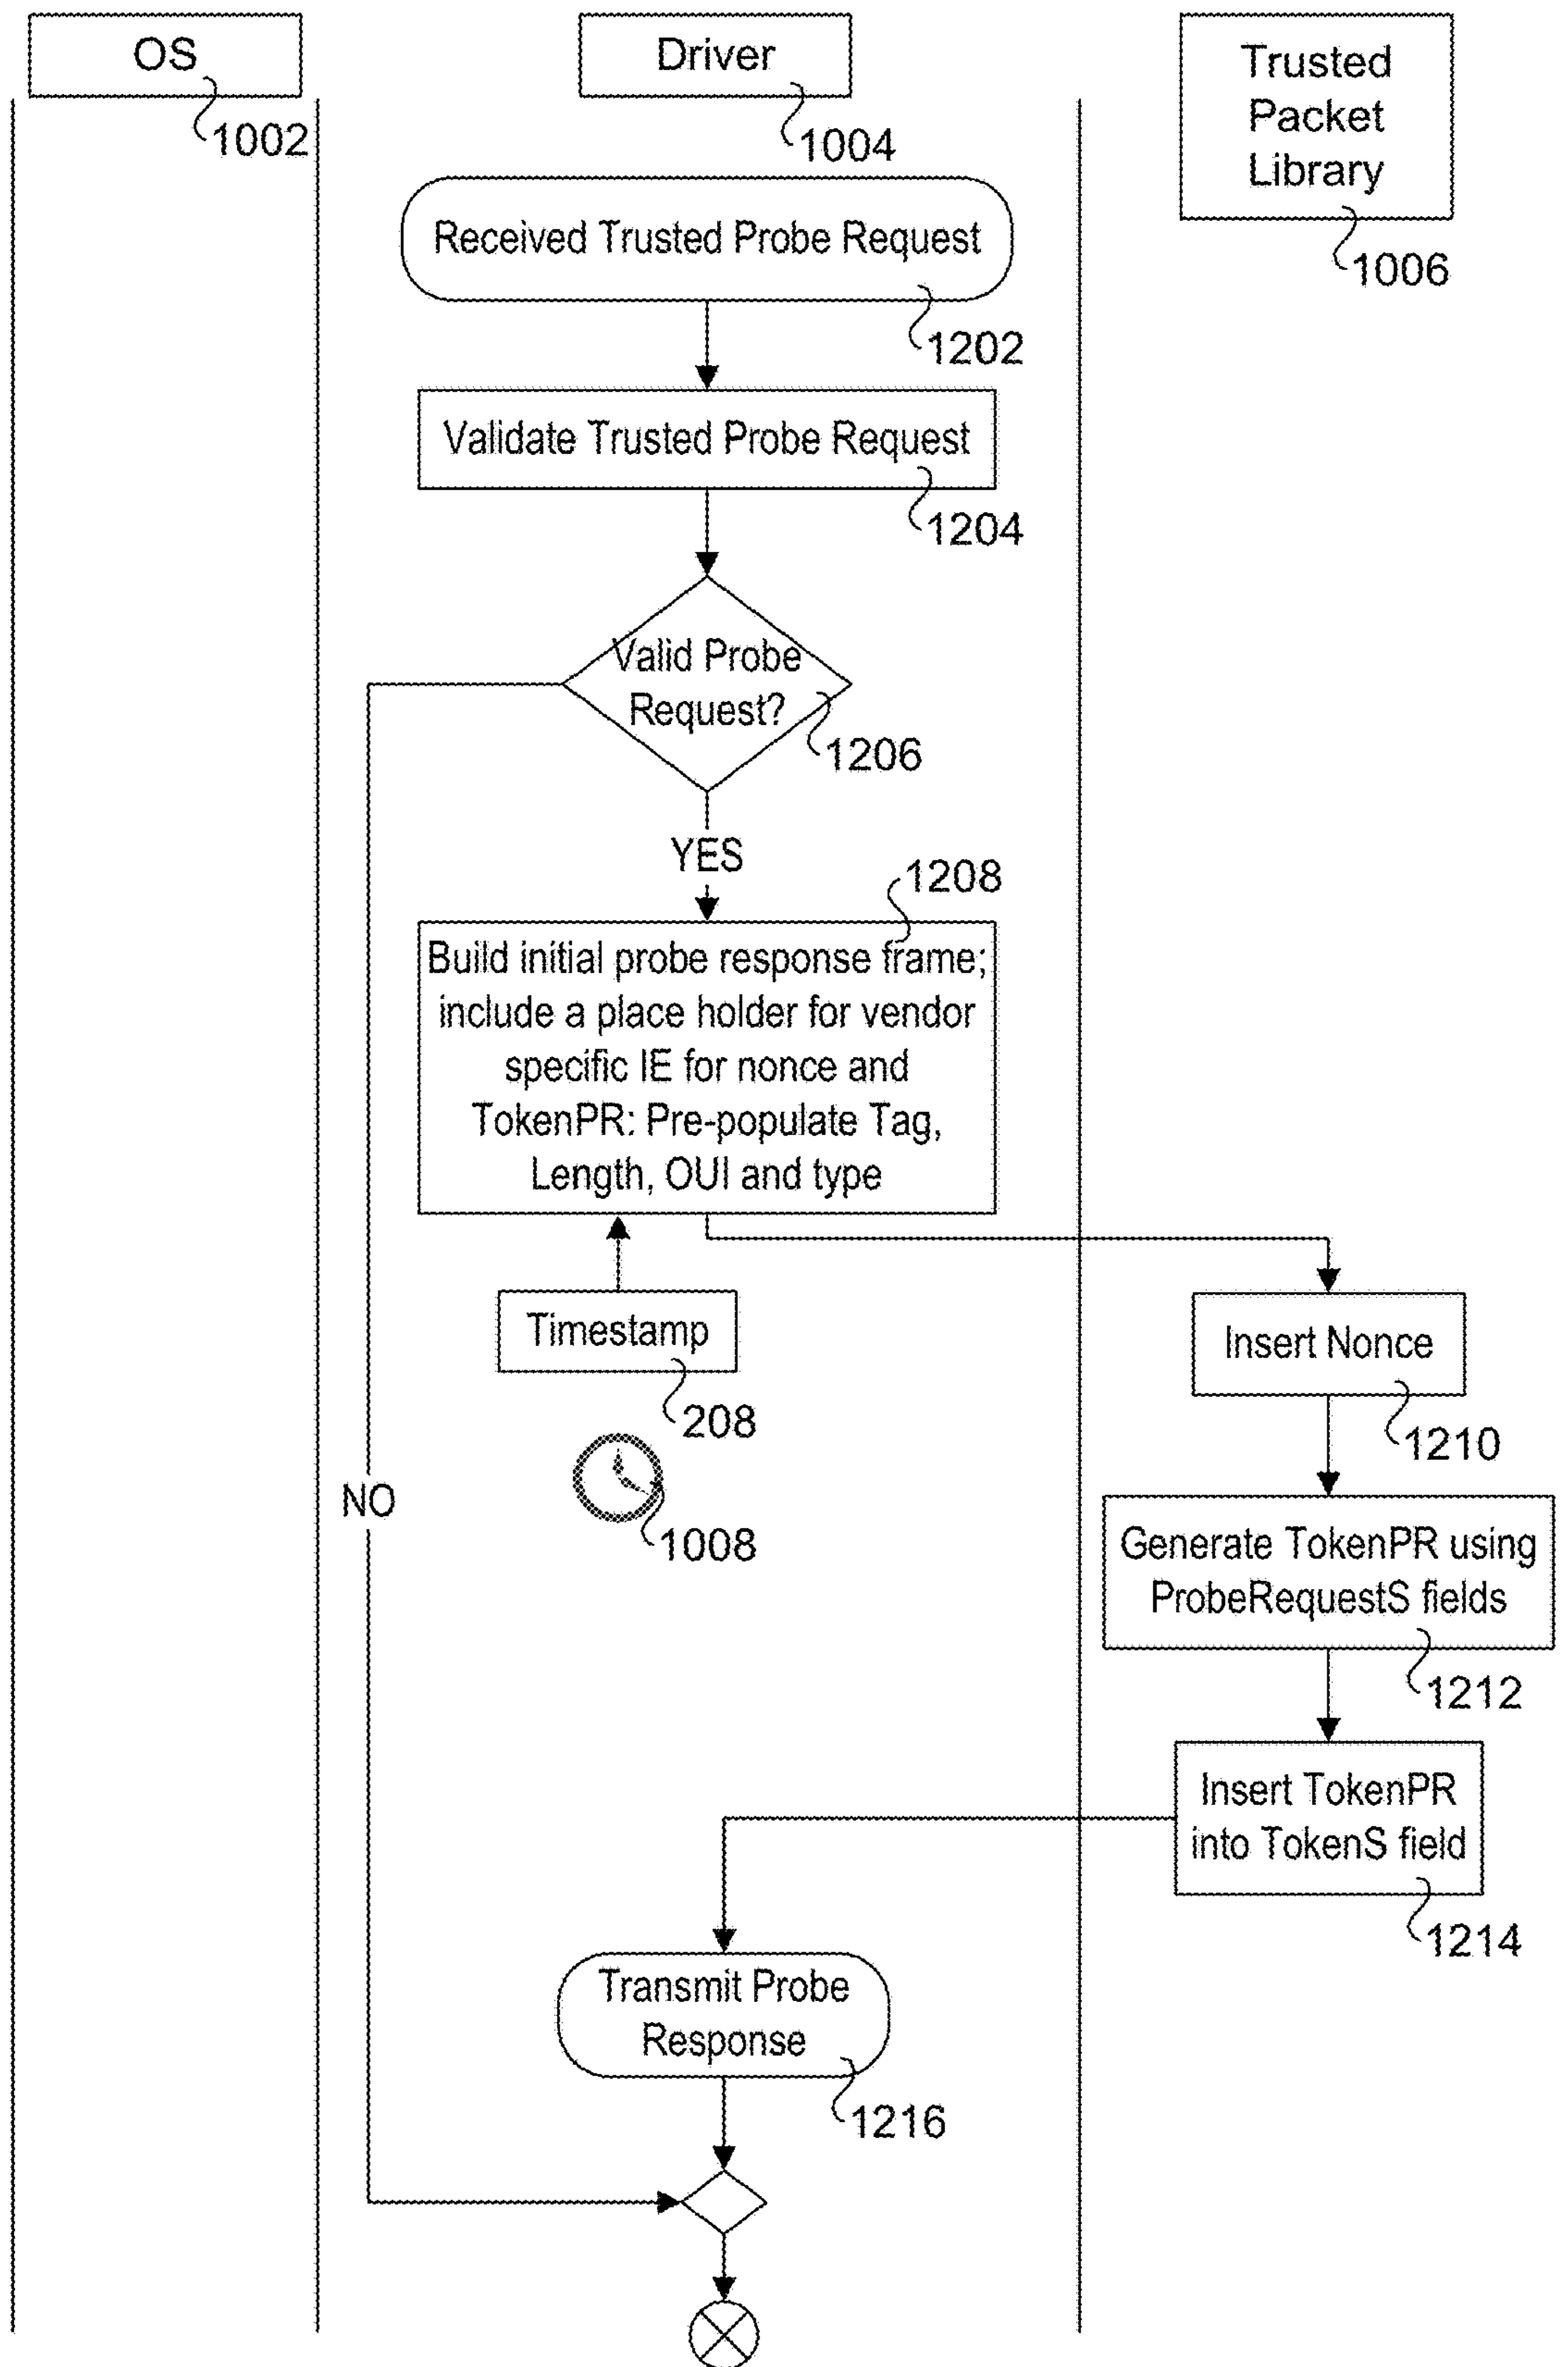 OS
1002
Driver
1004
Trusted
Packet
Library
1006
Received Trusted Probe Request
1202
Validate Trusted Probe Request
1204
Valid Probe
Request?
1206
YES
1208
Build initial probe response frame;
include a place holder for vendor
specific IE for nonce and
TokenPR: Pre-populate Tag,
Length, OUI and type
Timestamp
208
1008
NO
Insert Nonce
1210
Generate TokenPR using
ProbeRequestS fields
1212
Insert TokenPR
into TokenS field
1214
Transmit Probe
Response
1216